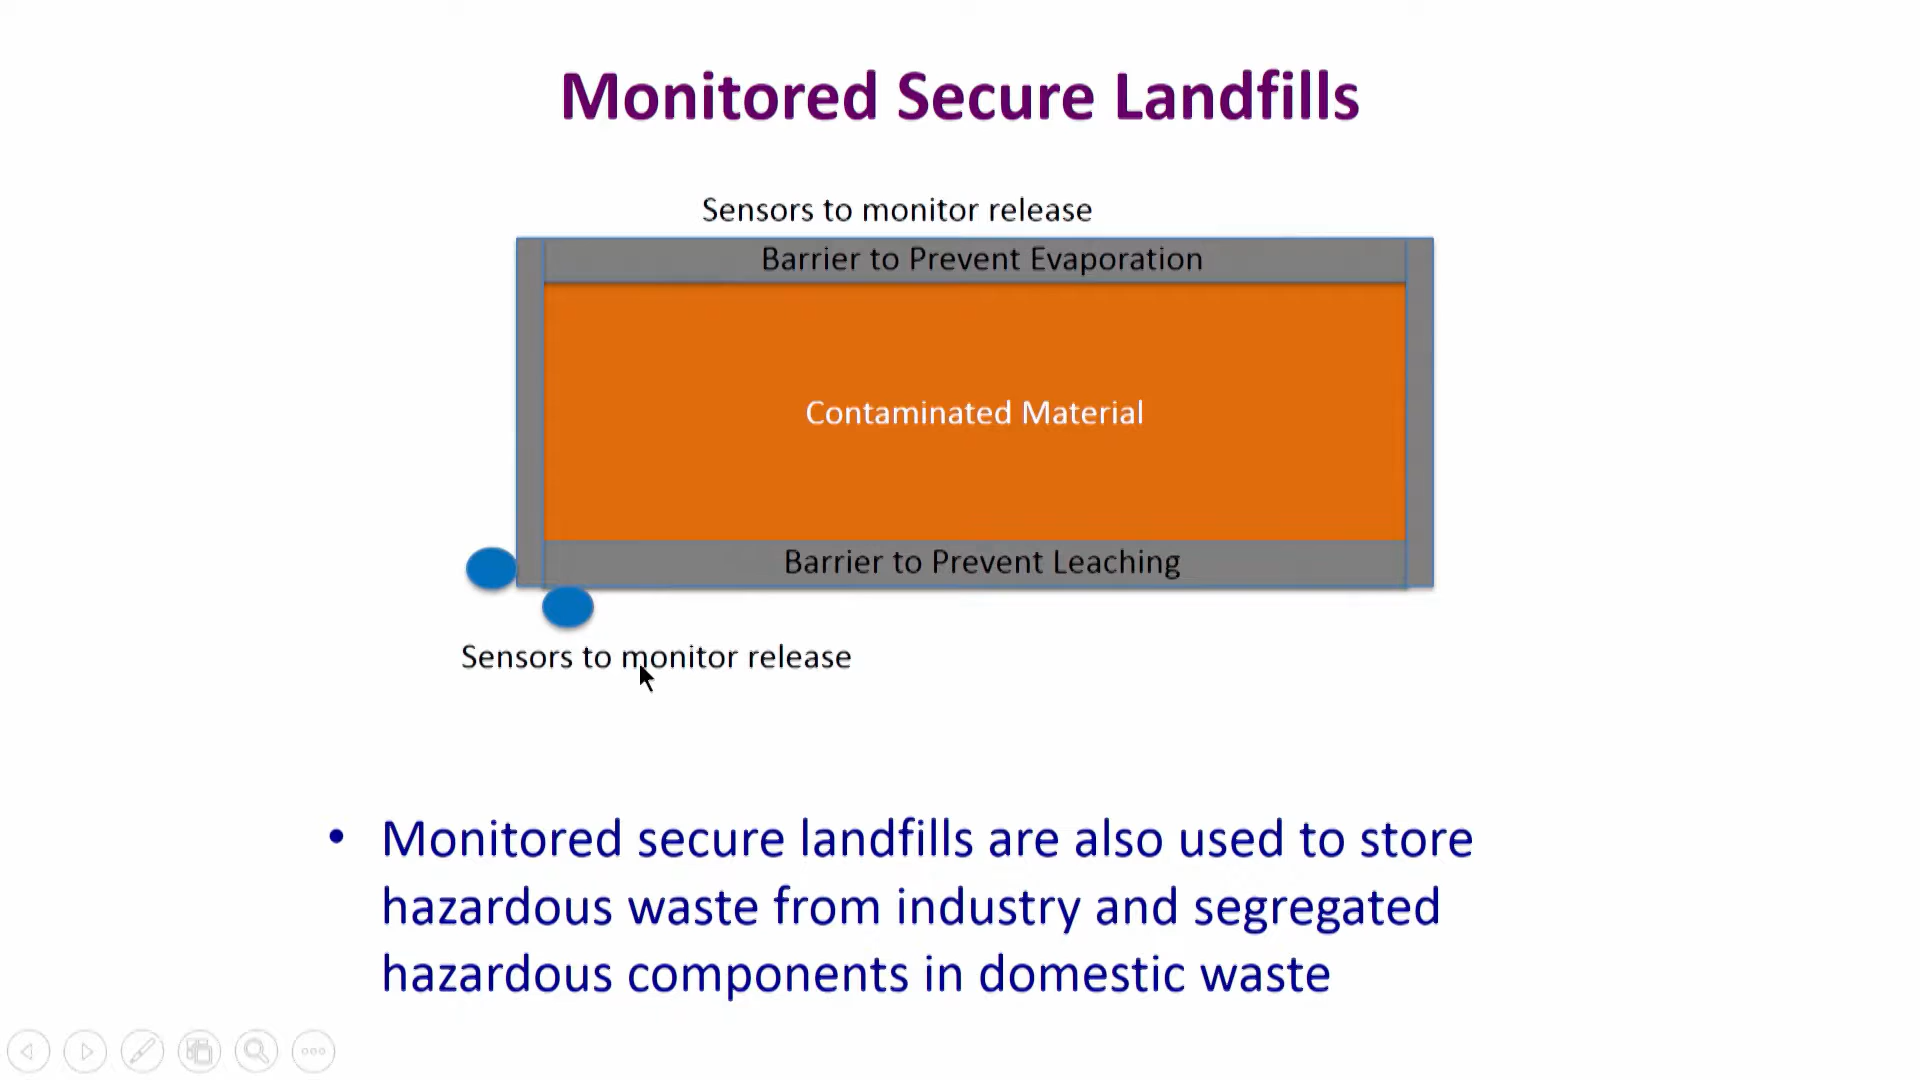 Monitored Secure Landfills
Sensors to monitor release
Barrier to Prevent Evaporation
Contaminated Material
Barrier to Prevent Leaching
Sensors to monitor release
• Monitored secure landfills are also used to store
hazardous waste from industry and segregated
hazardous components in domestic waste